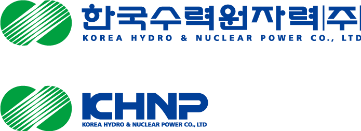 한국수력원자력(주)
KOREA HYDRO & NUCLEAR POWER CO., LTD
KHNP
KOREA HYDRO & NUCLEAR POWER CO., LTD